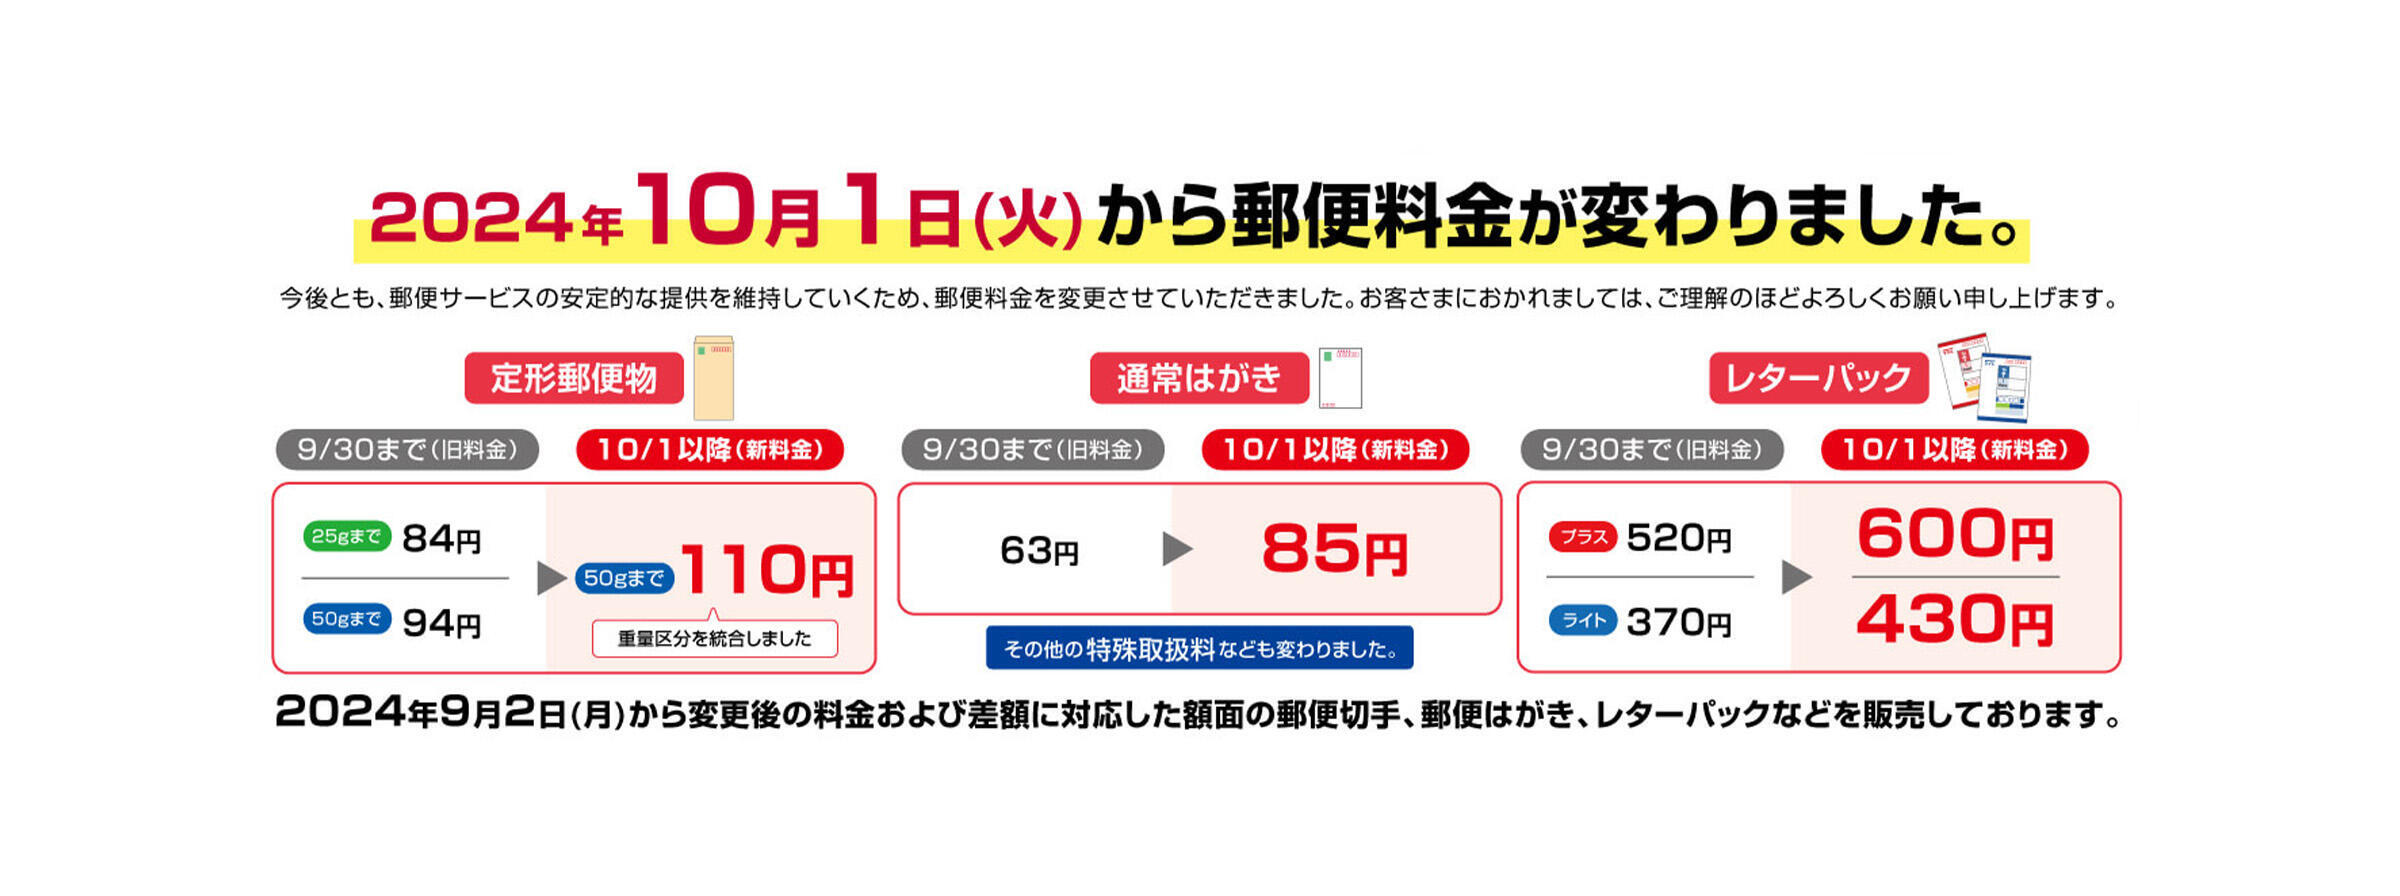 2024年10月1日(火)から郵便料金が変わりました。
今後とも、郵便サービスの安定的な提供を維持していくため、郵便料金を変更させていただきました。お客さまにおかれましては、ご理解のほどよろしくお願い申し上げます。
定形郵便物
9/30まで(旧料金) 10/1以降(新料金)
25gまで 84円
50gまで 94円
50gまで 110円
重量区分を統合しました
通常はがき
9/30まで(旧料金) 10/1以降(新料金)
63円 85円
その他の特殊取扱料なども変わりました。
レターパック
9/30まで(旧料金) 10/1以降(新料金)
プラス 520円 600円
ライト 370円 430円
2024年9月2日(月)から変更後の料金および差額に対応した額面の郵便切手、郵便はがき、レターパックなどを販売しております。